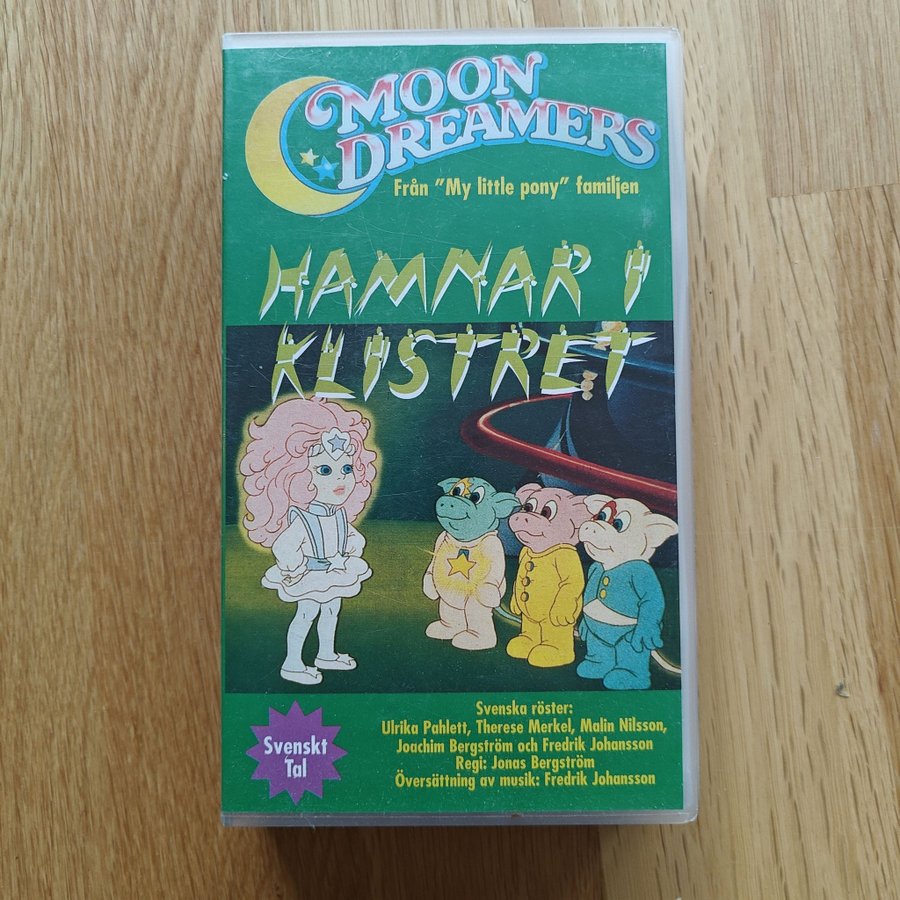 MOON
DREAMERS
Från "My little pony" familjen
HAMNAR I
KLISTRET
Svenskt
Tal
Svenska röster:
Ulrika Pahlett, Therese Merkel, Malin Nilsson,
Joachim Bergström och Fredrik Johansson
Regi: Jonas Bergström
Översättning av musik: Fredrik Johansson